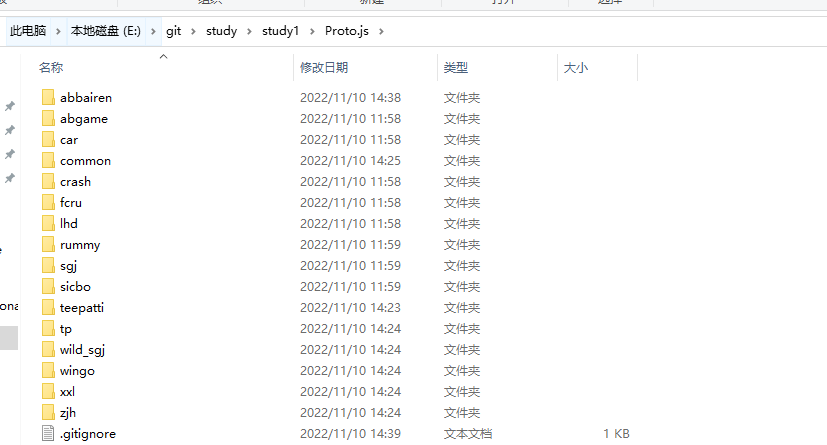 组织
新建
打开
选择
此电脑 > 本地磁盘 (E:) > git > study > study1 > Proto.js >
名称 修改日期 类型 大小
abbairen 2022/11/10 14:38 文件夹
abgame 2022/11/10 11:58 文件夹
car 2022/11/10 11:58 文件夹
common 2022/11/10 14:25 文件夹
crash 2022/11/10 11:58 文件夹
fcru 2022/11/10 11:58 文件夹
lhd 2022/11/10 11:58 文件夹
rummy 2022/11/10 11:59 文件夹
sgj 2022/11/10 11:59 文件夹
sicbo 2022/11/10 11:59 文件夹
teepatti 2022/11/10 14:23 文件夹
tp 2022/11/10 14:24 文件夹
ona
wild_sgj 2022/11/10 14:24 文件夹
wingo 2022/11/10 14:24 文件夹
xxl 2022/11/10 14:24 文件夹
zjh 2022/11/10 14:24 文件夹
.gitignore 2022/11/10 14:39 文本文档 1 KB